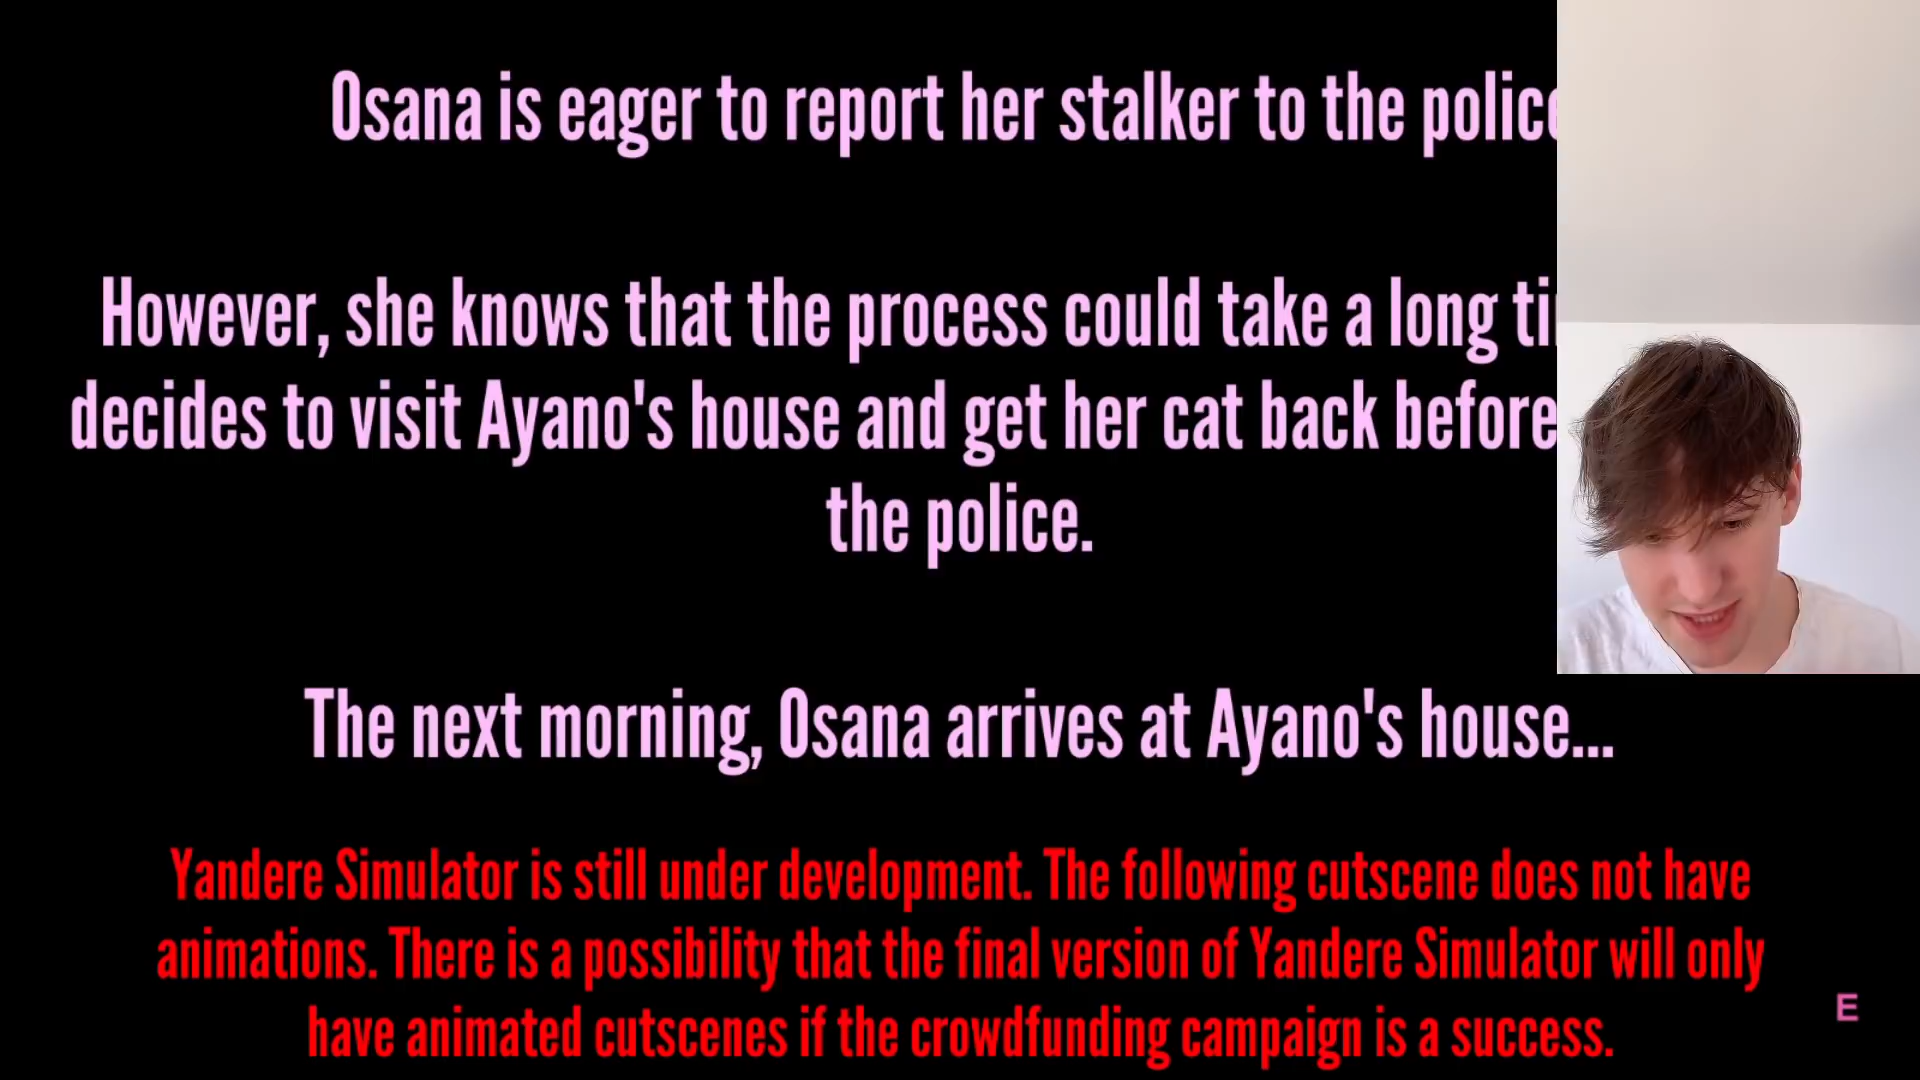 Osana is eager to report her stalker to the police
However, she knows that the process could take a long
decides to visit Ayano's house and get her cat back before
the police.
The next morning, Osana arrives at Ayano's house...
Yandere Simulator is still under development. The following cutscene does not have
animations. There is a possibility that the final version of Yandere Simulator will only
have animated cutscenes if the crowdfunding campaign is a success.
E